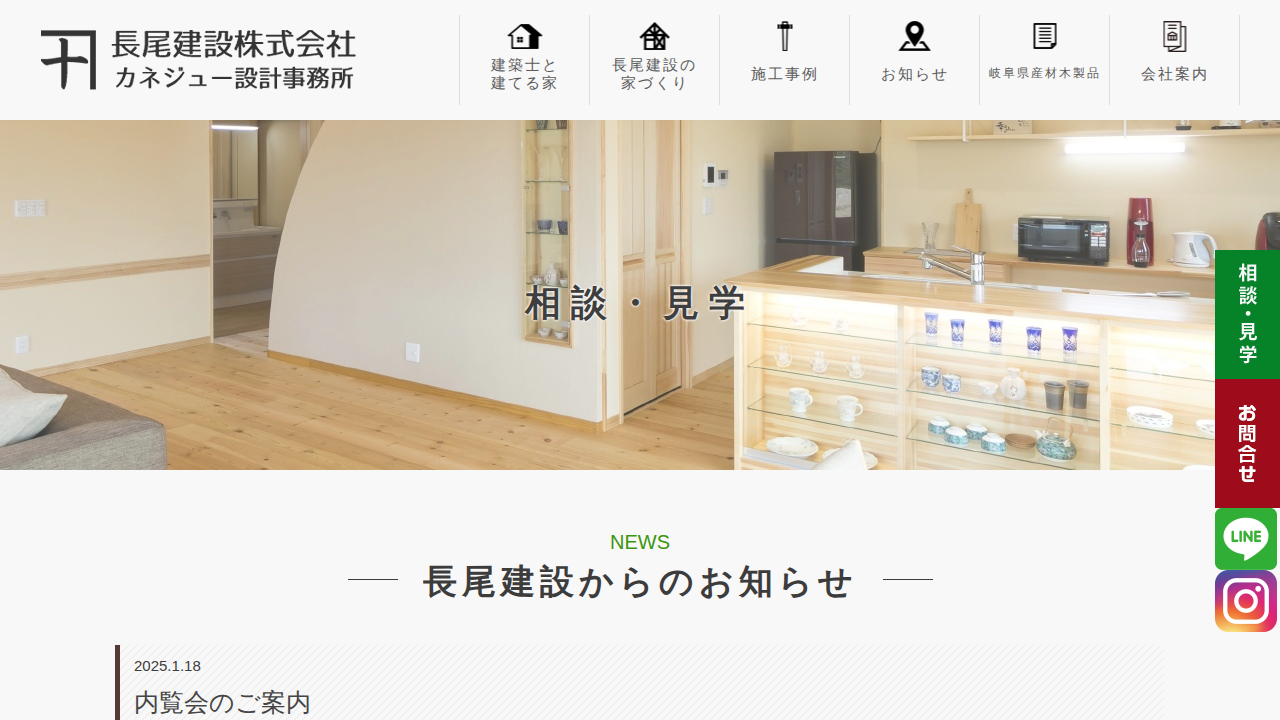 長尾建設株式会社
カネジュー設計事務所
建築士と
建てる家
長尾建設の
家づくり
施工事例
お知らせ
岐阜県産材木製品
会社案内
相談・見学
相談・見学
お問合せ
LINE
NEWS
長尾建設からのお知らせ
2025.1.18
内覧会のご案内